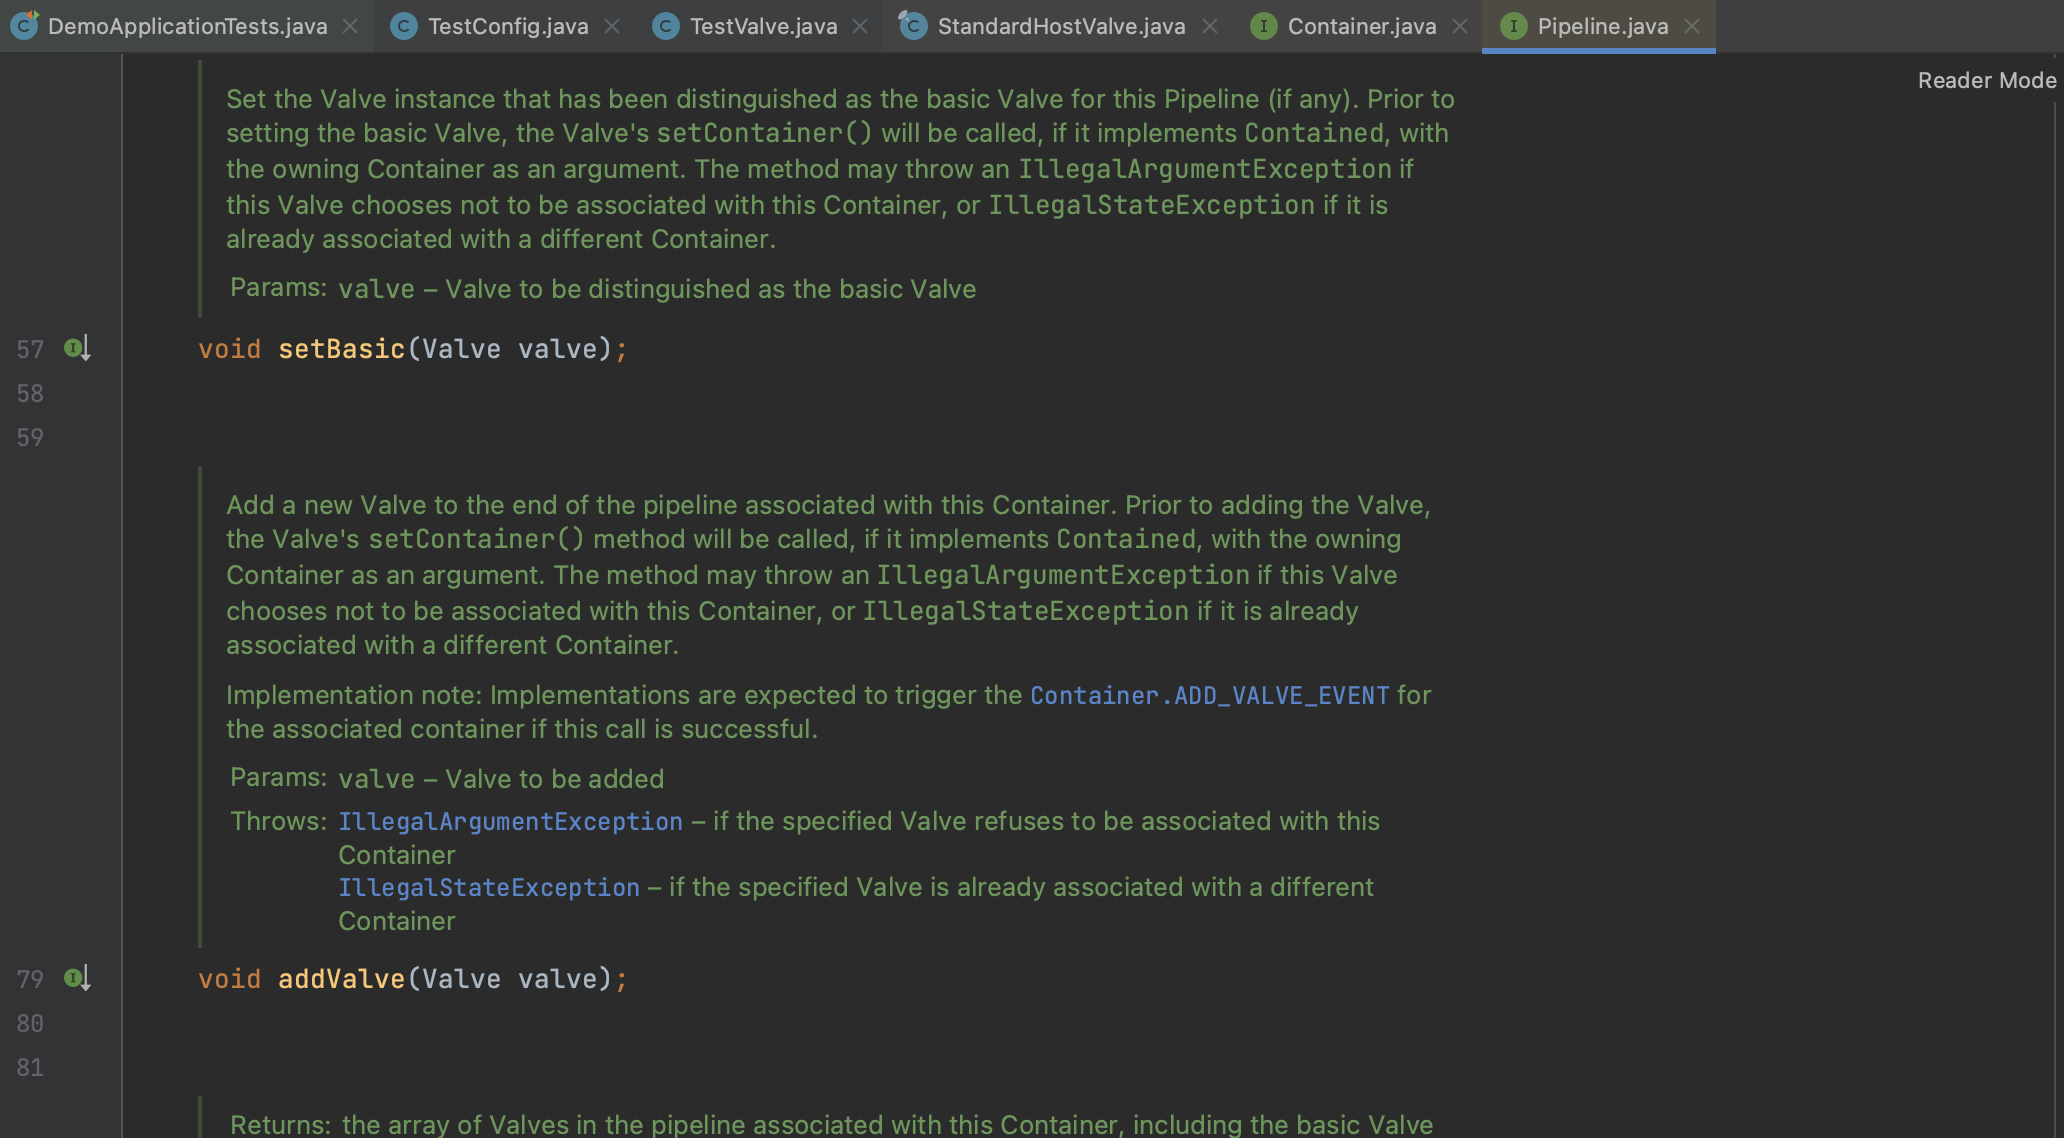 DemoApplicationTests.java TestConfig.java TestValve.java StandardHostValve.java Container.java Pipeline.java
Reader Mode
Set the Valve instance that has been distinguished as the basic Valve for this Pipeline (if any). Prior to
setting the basic Valve, the Valve's setContainer() will be called, if it implements Contained, with
the owning Container as an argument. The method may throw an IllegalArgumentException if
this Valve chooses not to be associated with this Container, or IllegalStateException if it is
already associated with a different Container.
Params: valve – Valve to be distinguished as the basic Valve
57 void setBasic(Valve valve);
58
59
Add a new Valve to the end of the pipeline associated with this Container. Prior to adding the Valve,
the Valve's setContainer() method will be called, if it implements Contained, with the owning
Container as an argument. The method may throw an IllegalArgumentException if this Valve
chooses not to be associated with this Container, or IllegalStateException if it is already
associated with a different Container.
Implementation note: Implementations are expected to trigger the Container.ADD_VALVE_EVENT for
the associated container if this call is successful.
Params: valve – Valve to be added
Throws: IllegalArgumentException – if the specified Valve refuses to be associated with this
Container
IllegalStateException – if the specified Valve is already associated with a different
Container
79 void addValve(Valve valve);
80
81
Returns: the array of Valves in the pipeline associated with this Container, including the basic Valve